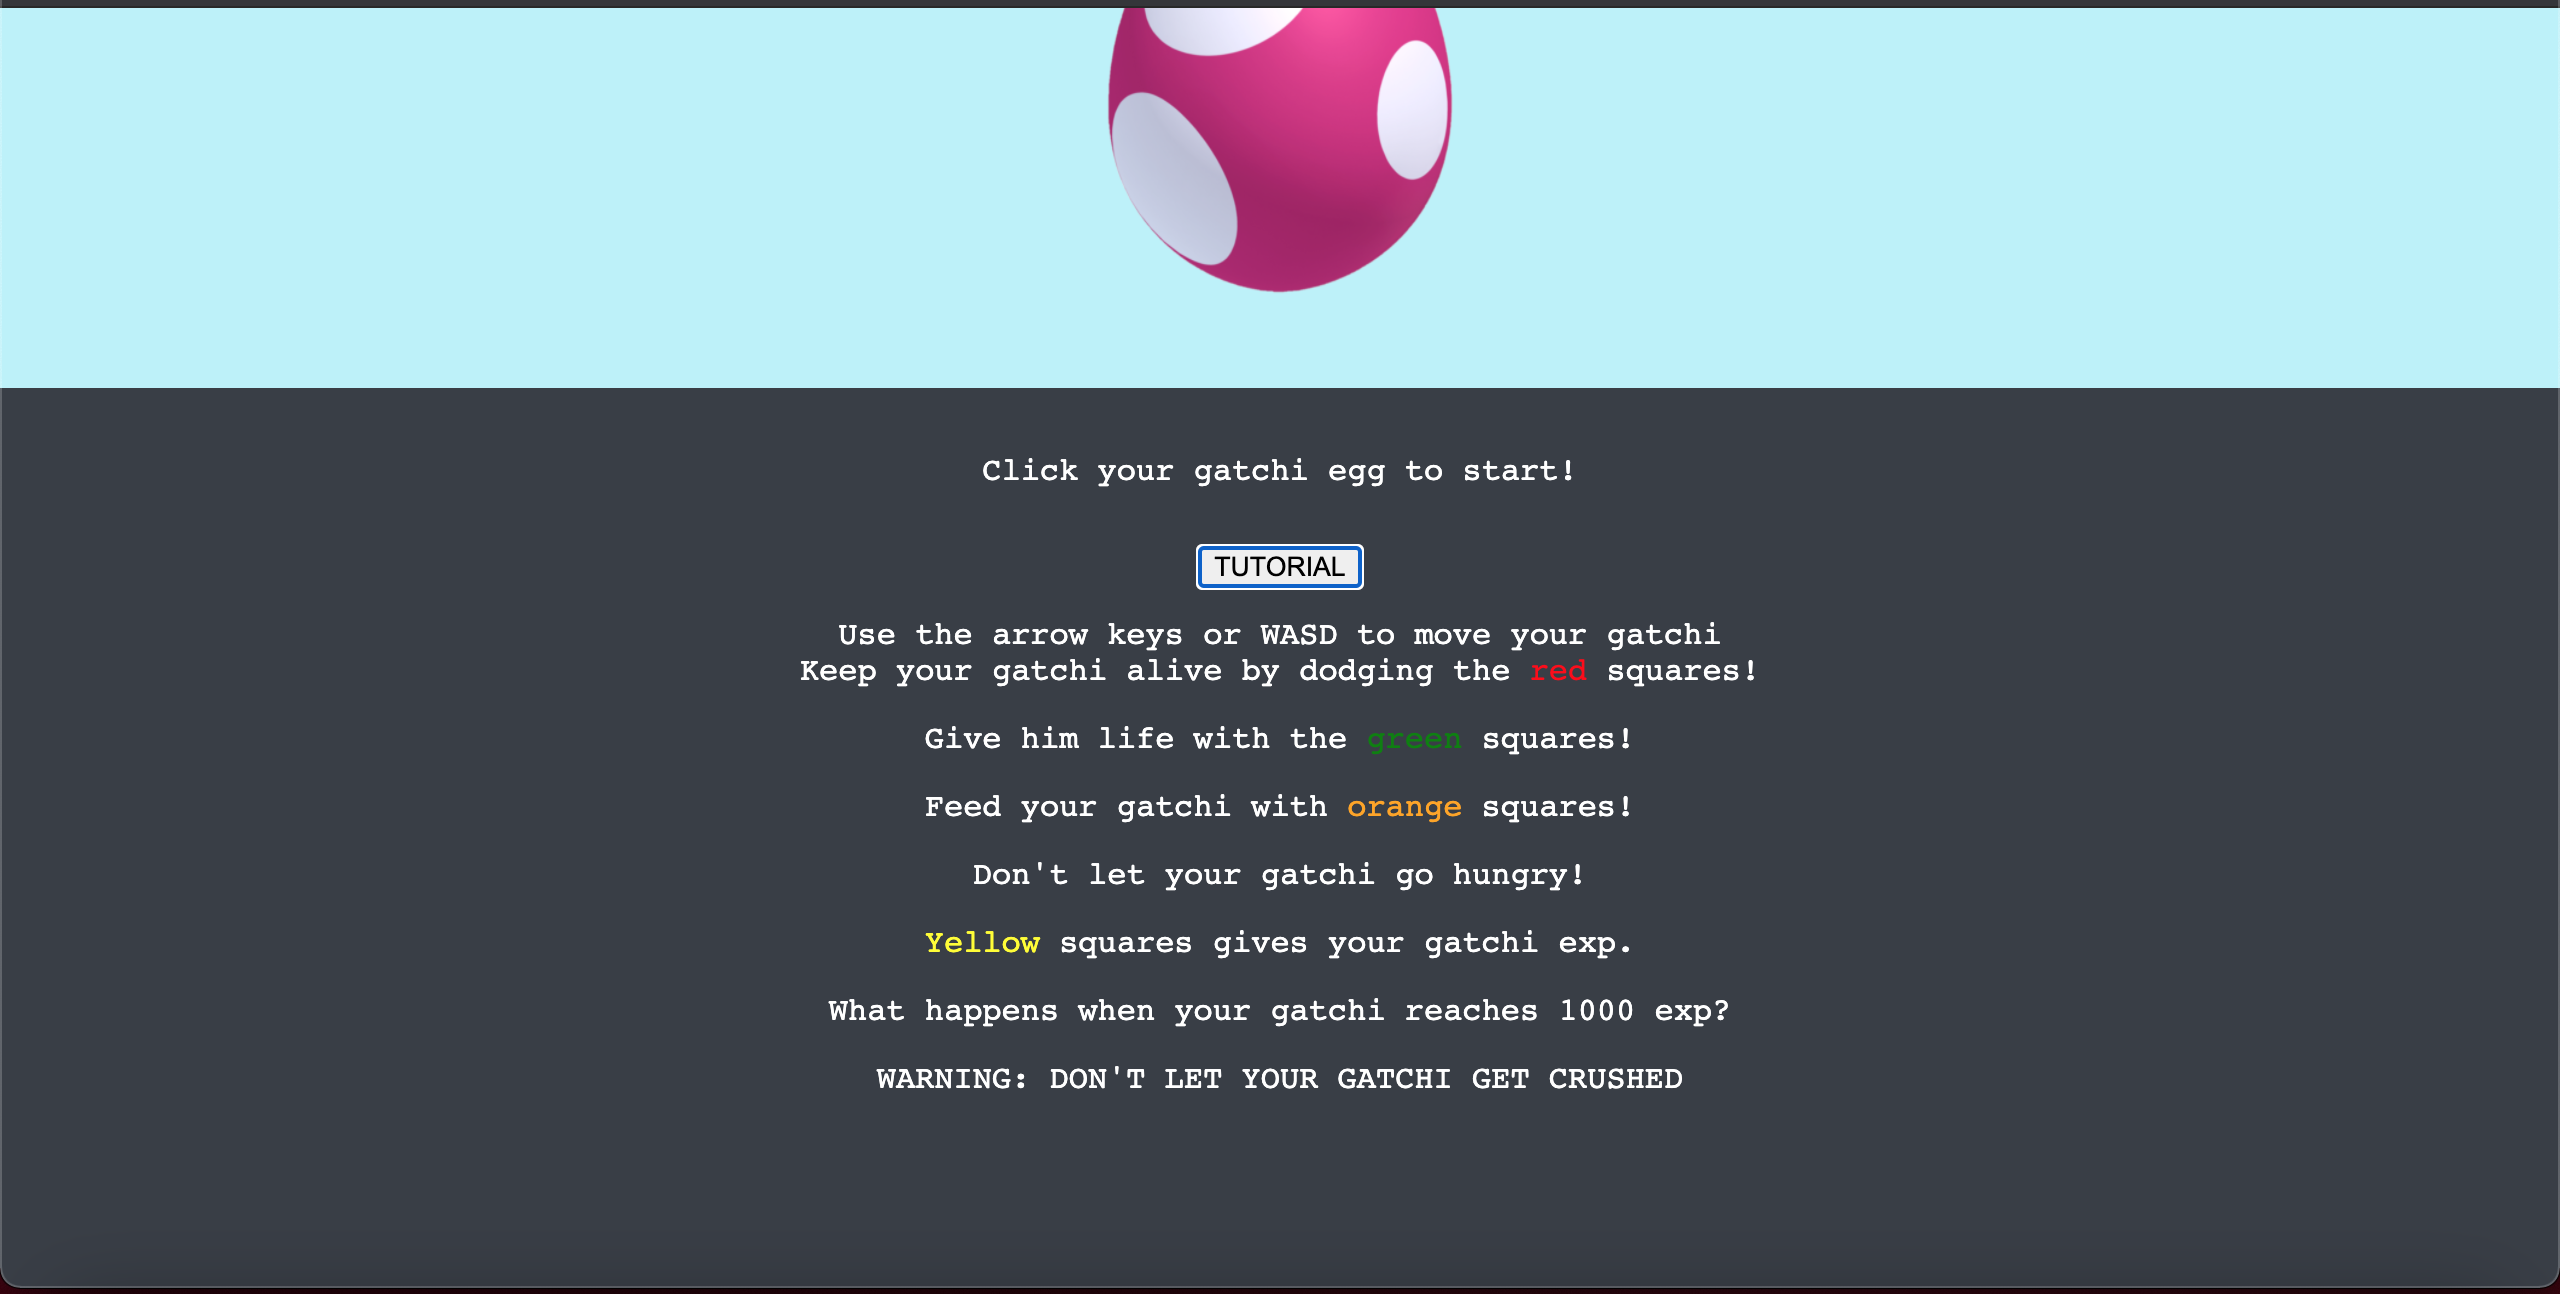 Click your gatchi egg to start!
TUTORIAL
Use the arrow keys or WASD to move your gatchi
Keep your gatchi alive by dodging the red squares!
Give him life with the green squares!
Feed your gatchi with orange squares!
Don't let your gatchi go hungry!
Yellow squares gives your gatchi exp.
What happens when your gatchi reaches 1000 exp?
WARNING: DON'T LET YOUR GATCHI GET CRUSHED